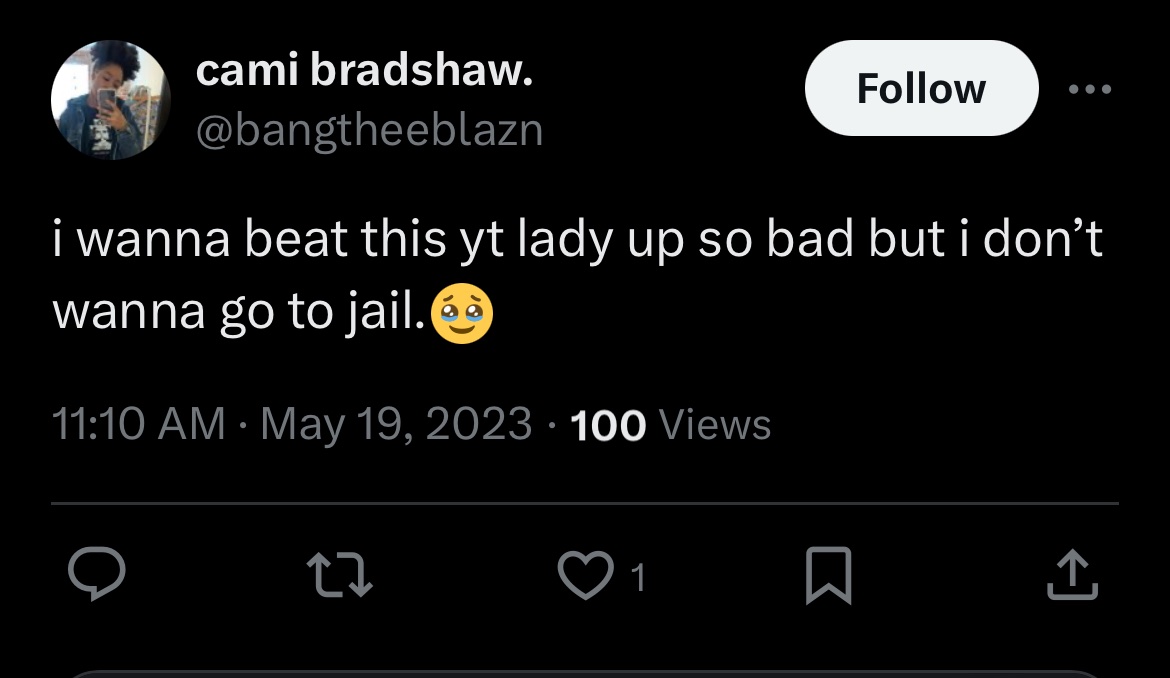 cami bradshaw.
Follow
@bangtheeblazn
i wanna beat this yt lady up so bad but i don’t
wanna go to jail.🥹
11:10 AM · May 19, 2023 · 100 Views
1